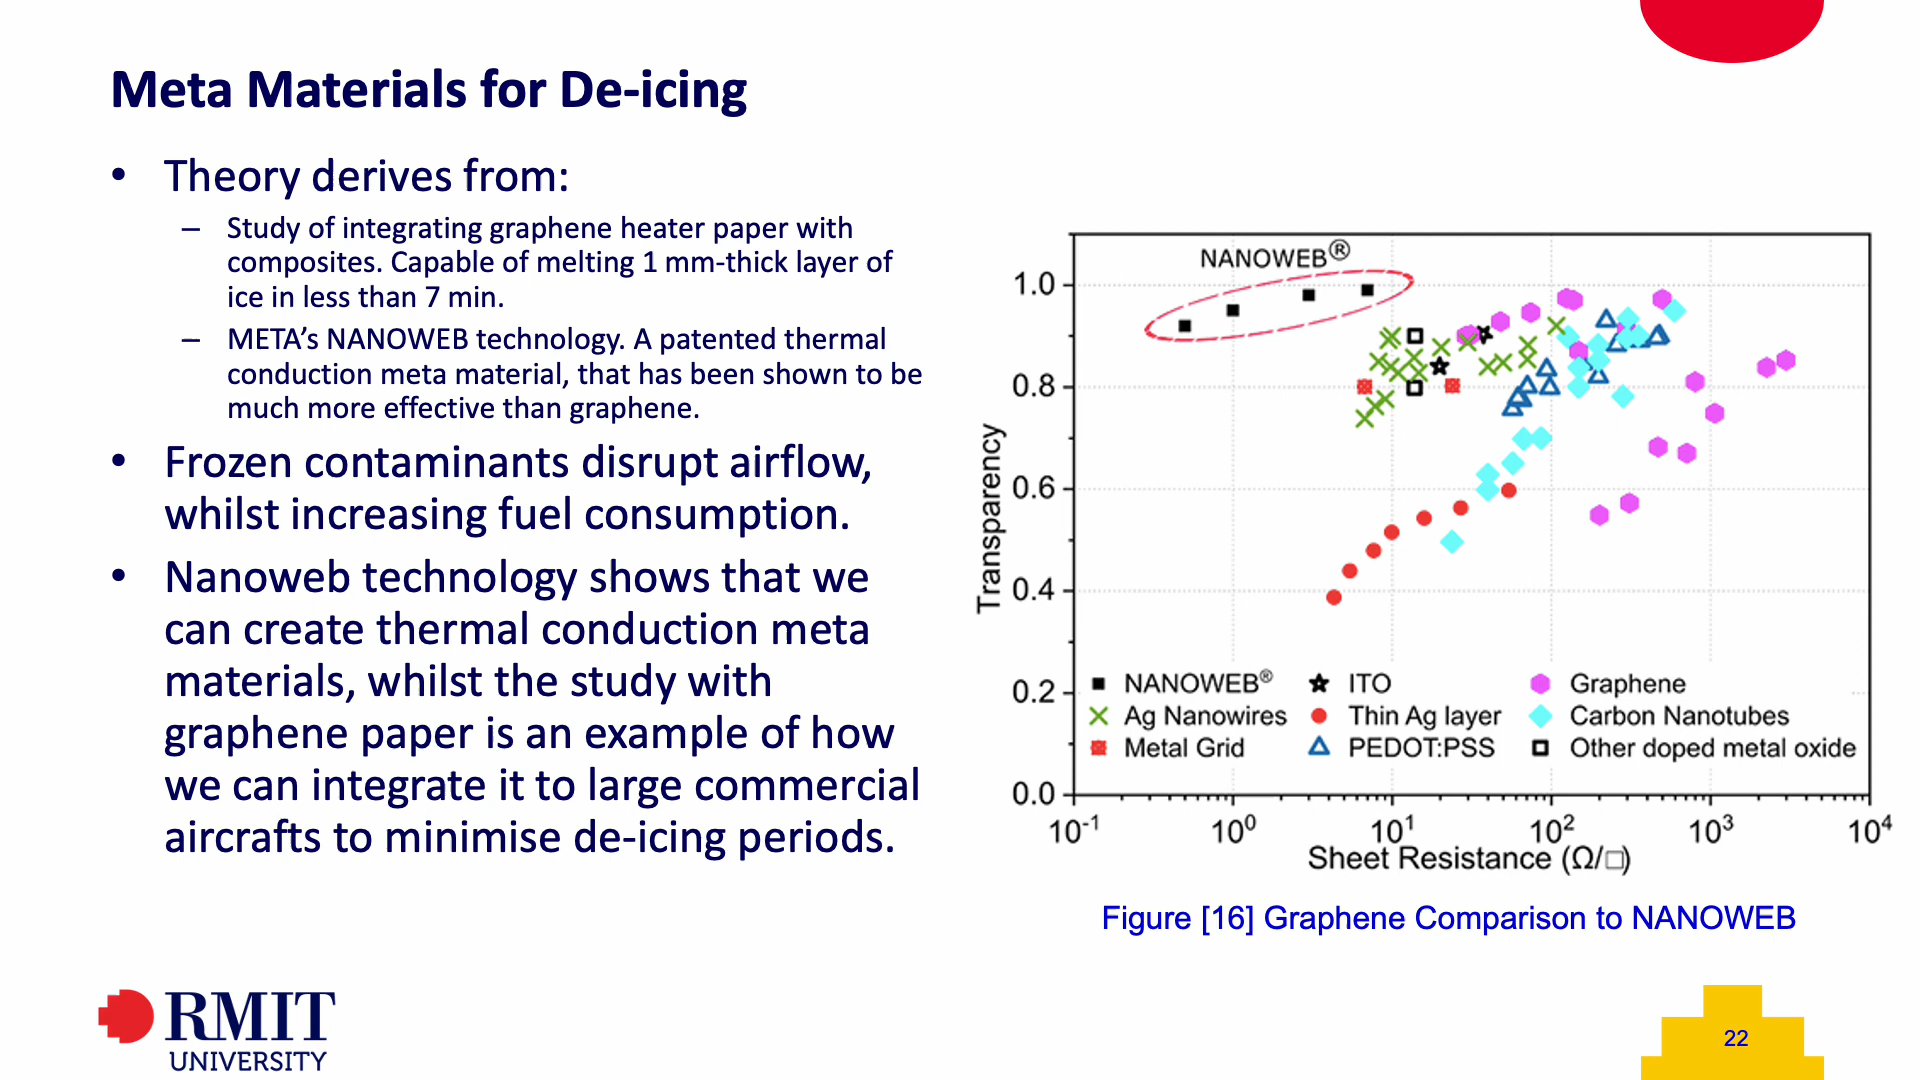 Meta Materials for De-icing
• Theory derives from:
– Study of integrating graphene heater paper with
composites. Capable of melting 1 mm-thick layer of
ice in less than 7 min.
– META's NANOWEB technology. A patented thermal
conduction meta material, that has been shown to be
much more effective than graphene.
• Frozen contaminants disrupt airflow,
whilst increasing fuel consumption.
• Nanoweb technology shows that we
can create thermal conduction meta
materials, whilst the study with
graphene paper is an example of how
we can integrate it to large commercial
aircrafts to minimise de-icing periods.
NANOWEB®
Transparency
1.0
0.8
0.6
0.4
0.2
0.0
NANOWEB® ITO Graphene
Ag Nanowires Thin Ag layer Carbon Nanotubes
Metal Grid PEDOT:PSS Other doped metal oxide
10⁻¹ 10⁰ 10¹ 10² 10³ 10⁴
Sheet Resistance (Ω/□)
Figure [16] Graphene Comparison to NANOWEB
RMIT
UNIVERSITY
22